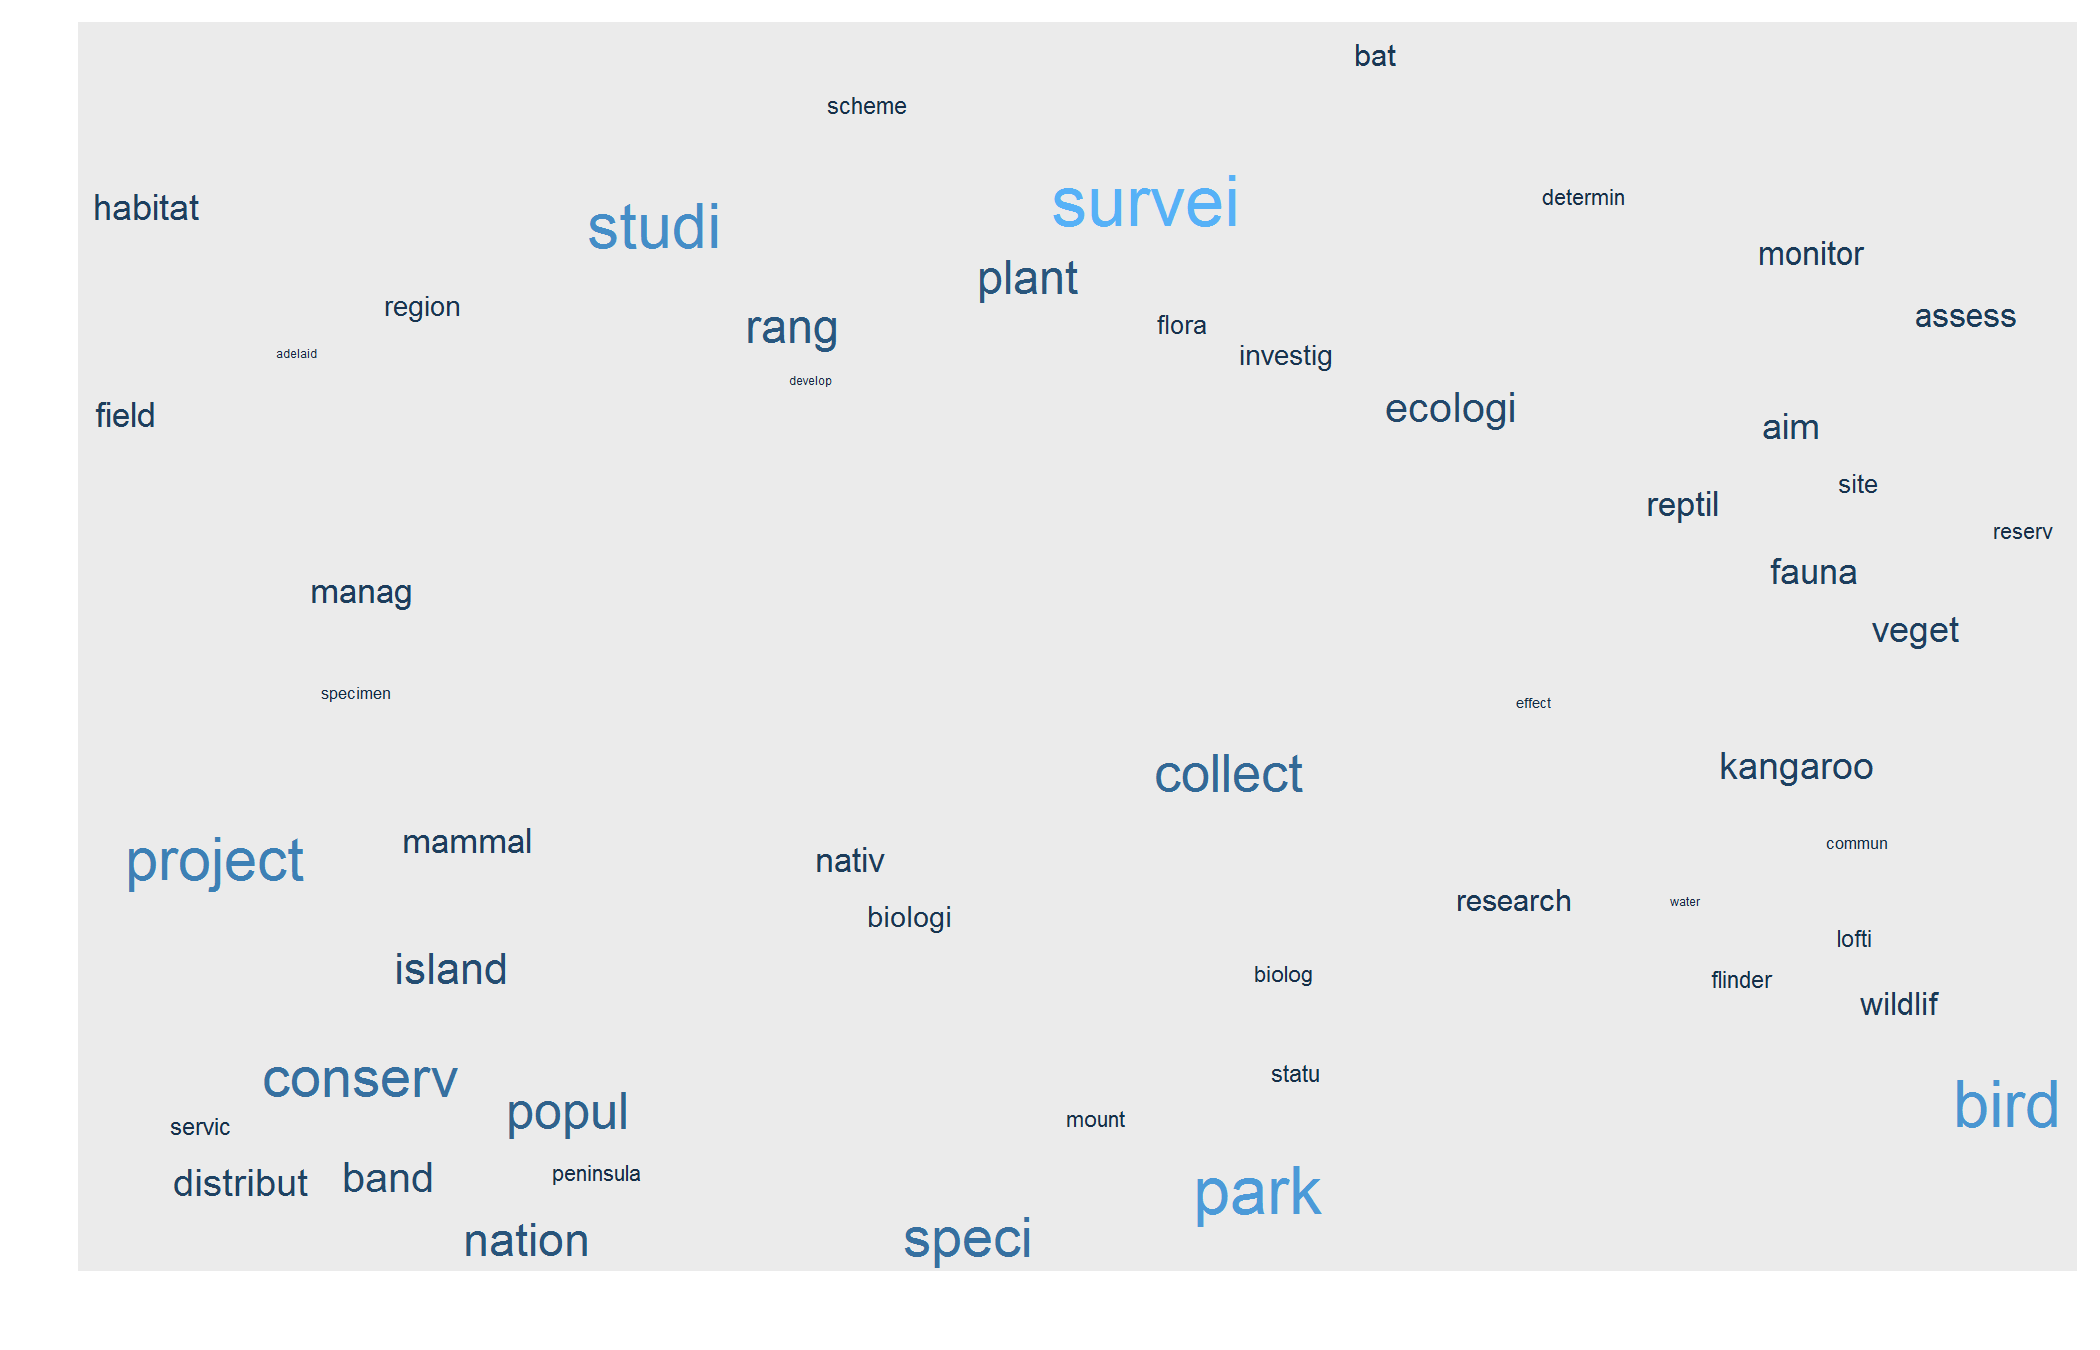 bat
scheme
survei
determin
habitat
studi
monitor
plant
region
assess
rang
flora
adelaid
investig
develop
ecologi
field
aim
site
reptil
reserv
fauna
manag
veget
specimen
effect
kangaroo
collect
mammal
commun
project
nativ
research
water
biologi
lofti
island
biolog
flinder
wildlif
statu
conserv
bird
popul
mount
servic
peninsula
band
distribut
park
speci
nation